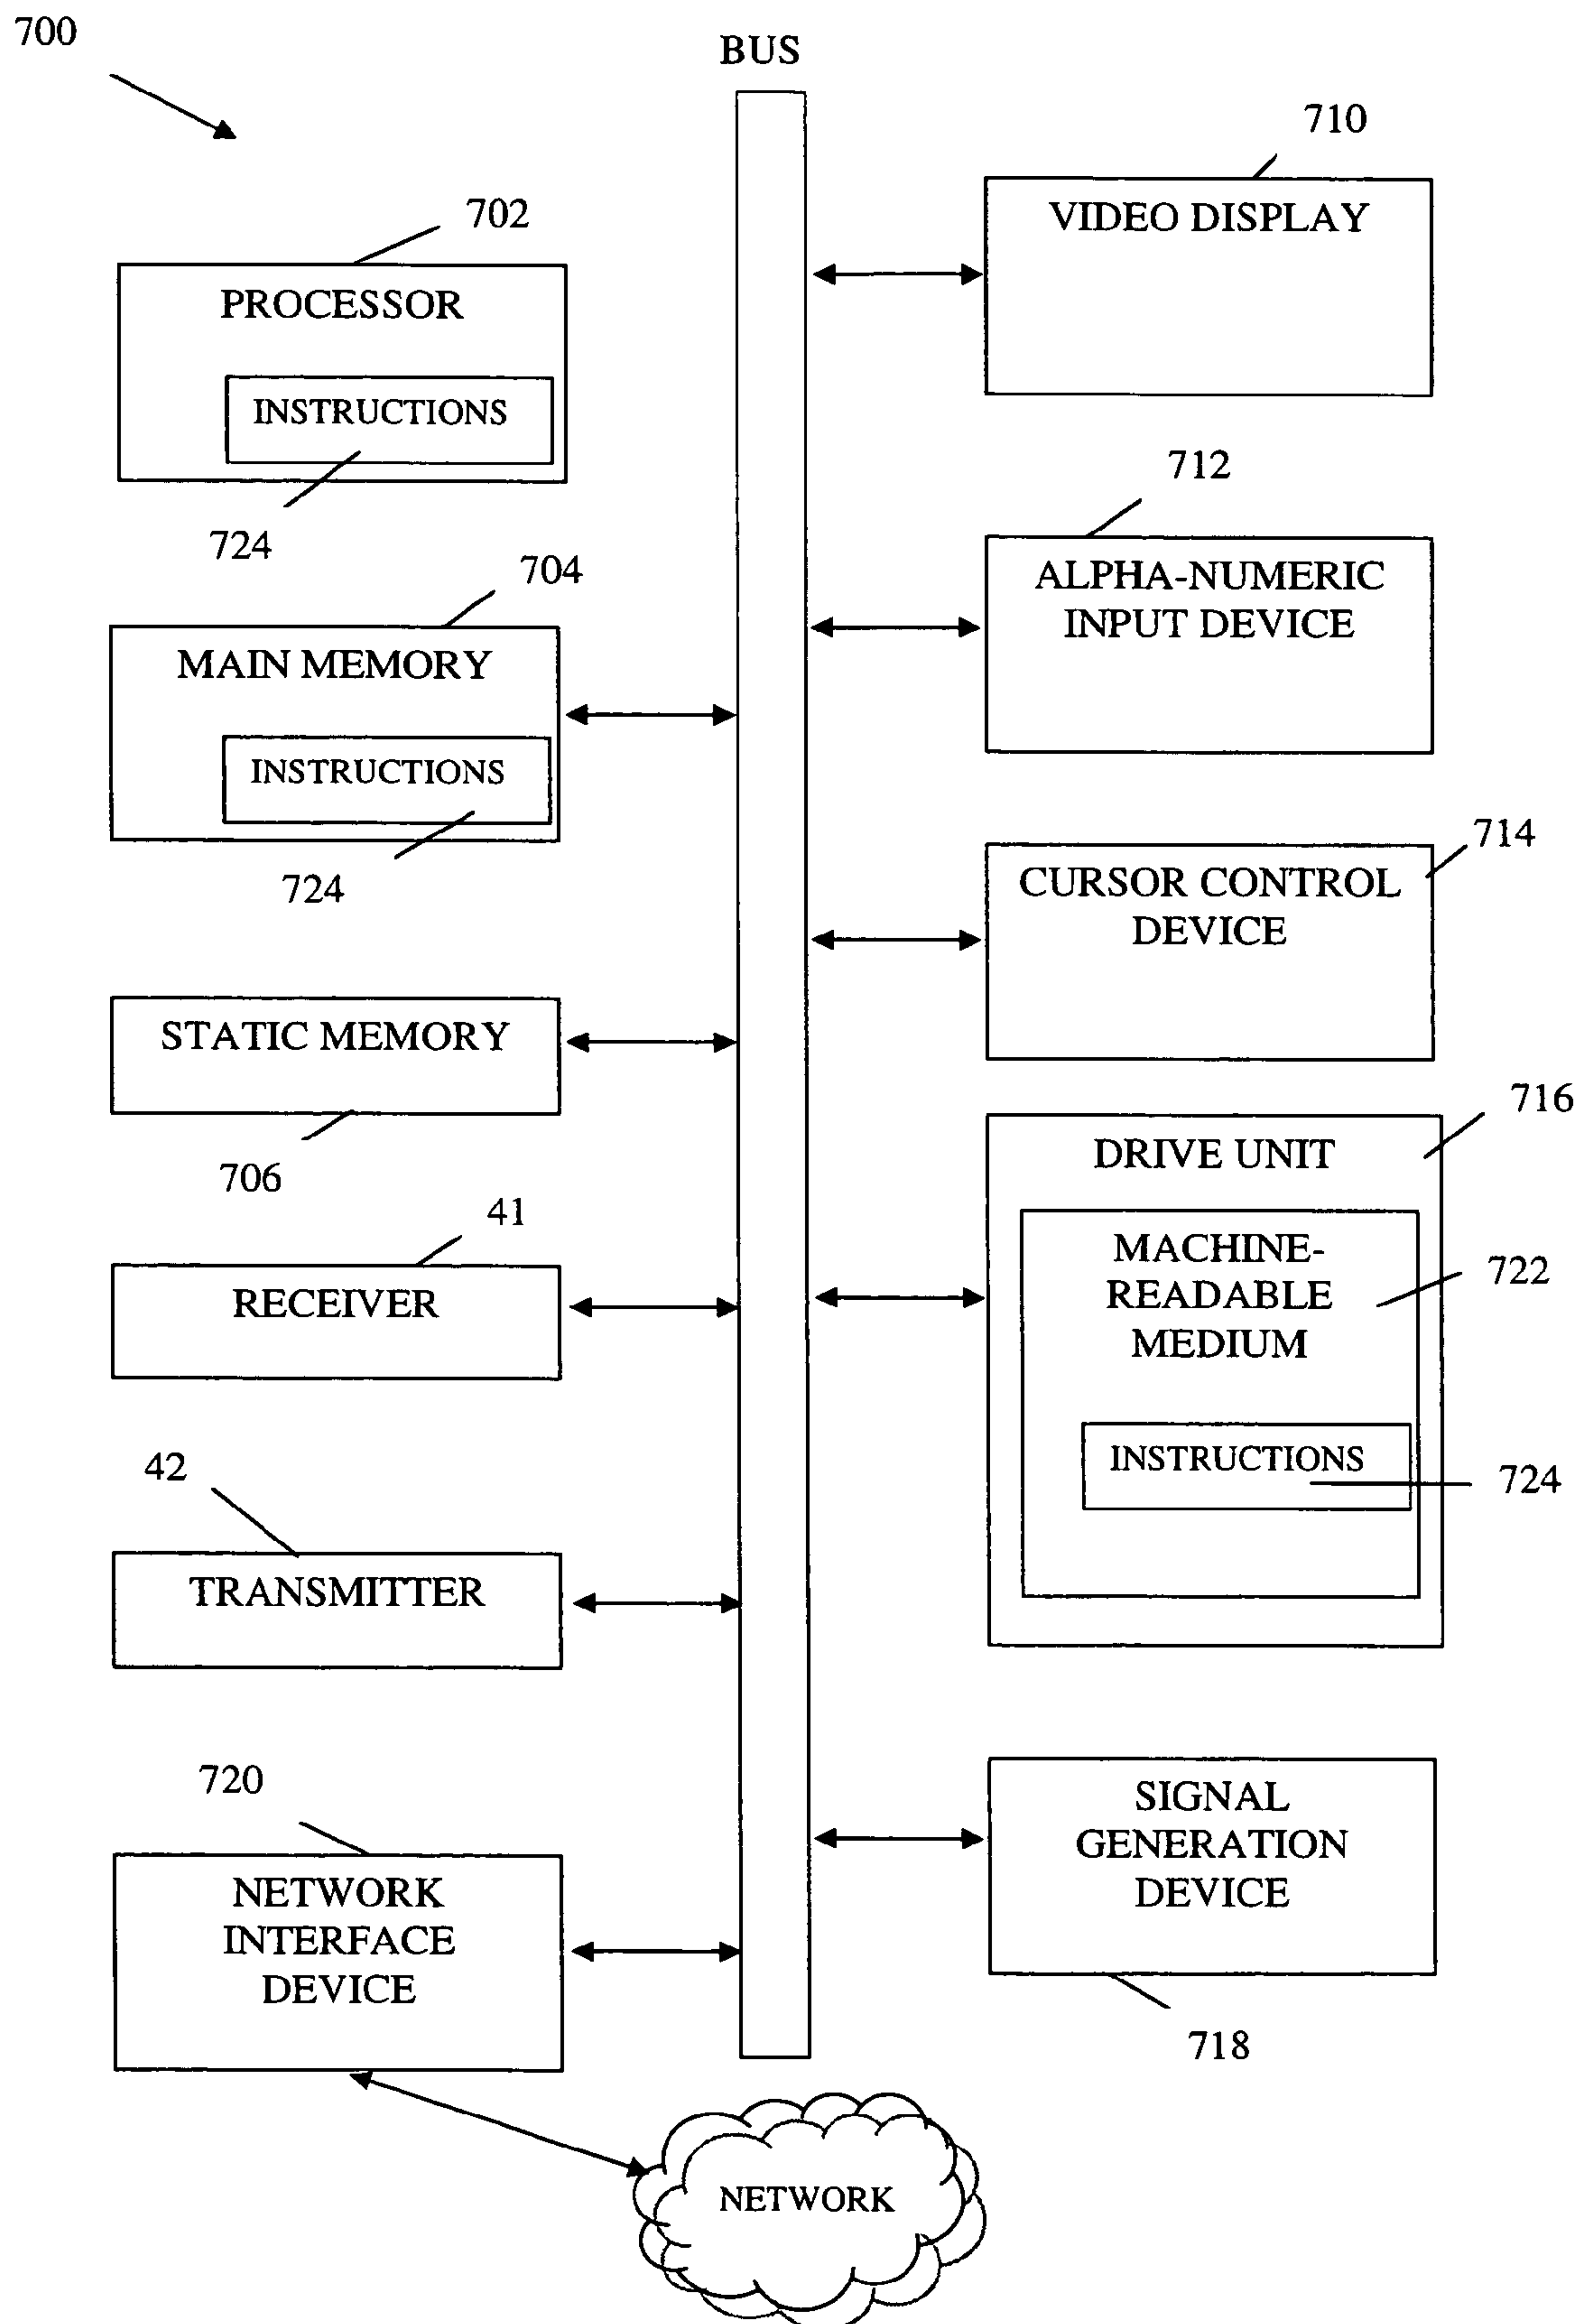 700
BUS
710
VIDEO DISPLAY
702
PROCESSOR
INSTRUCTIONS
724
712
ALPHA-NUMERIC
INPUT DEVICE
704
MAIN MEMORY
INSTRUCTIONS
724
714
CURSOR CONTROL
DEVICE
STATIC MEMORY
706
716
DRIVE UNIT
MACHINE-
READABLE
MEDIUM
722
INSTRUCTIONS
724
41
RECEIVER
42
TRANSMITTER
720
NETWORK
INTERFACE
DEVICE
SIGNAL
GENERATION
DEVICE
718
NETWORK